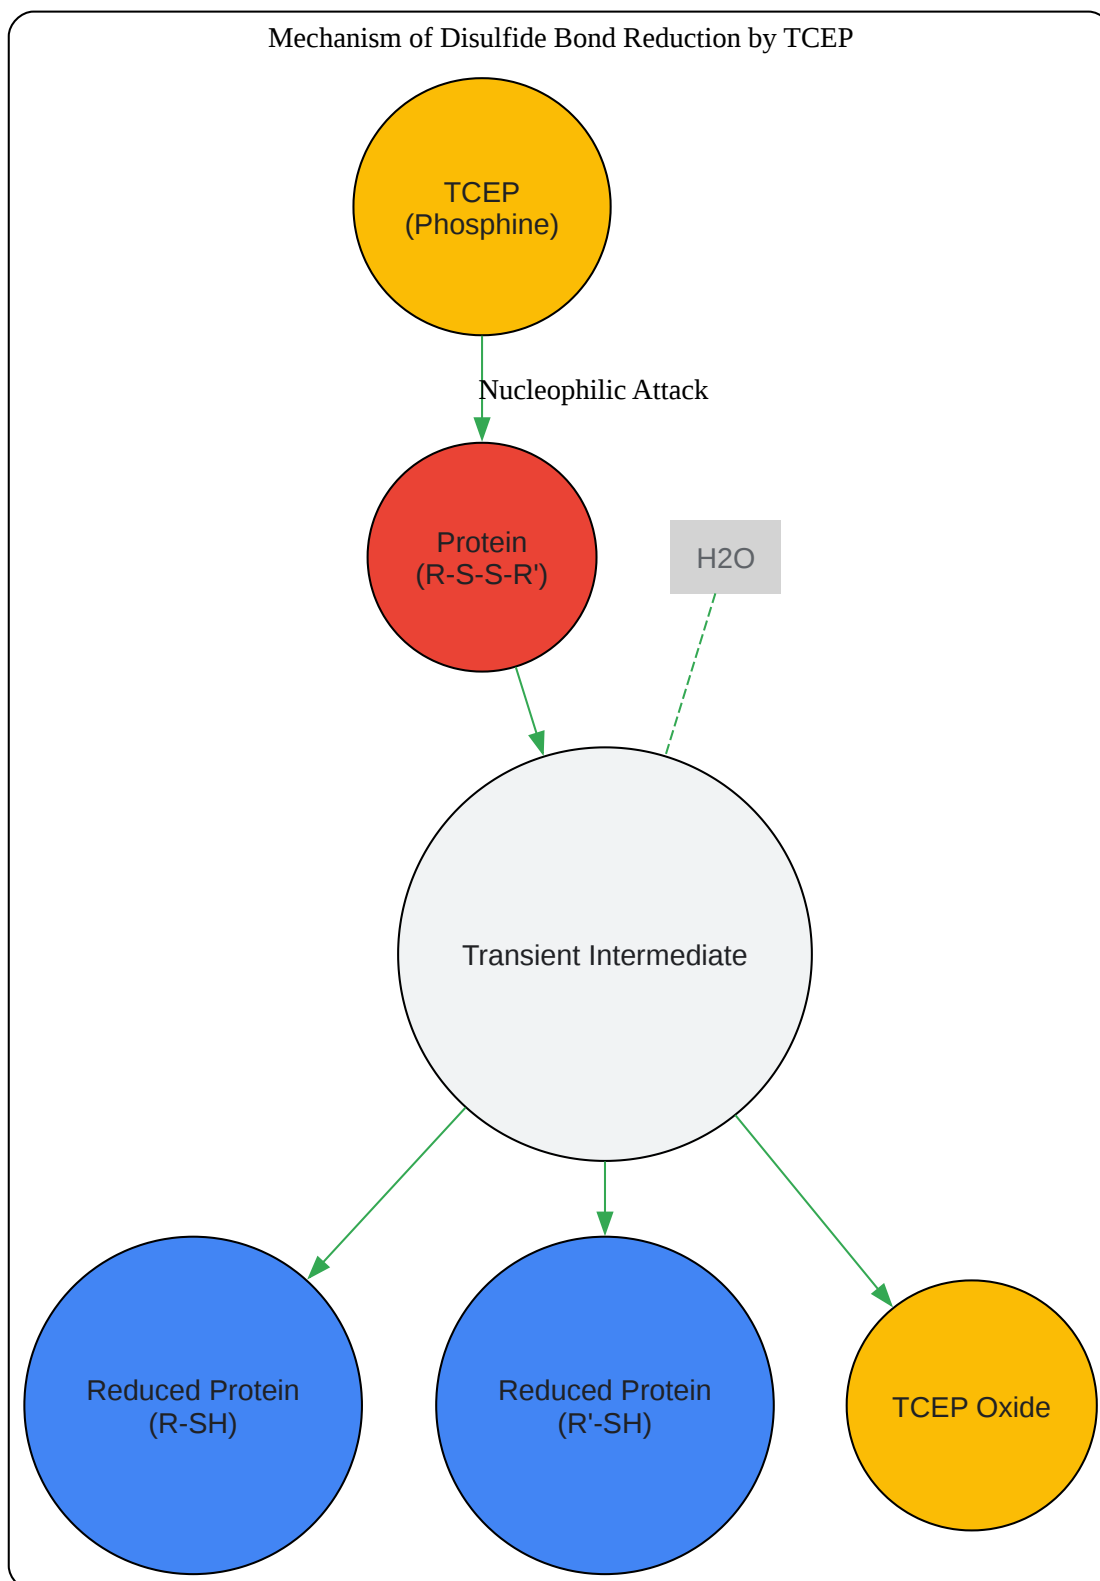 Mechanism of Disulfide Bond Reduction by TCEP
TCEP
(Phosphine)
Nucleophilic Attack
Protein
(R-S-S-R')
H2O
Transient Intermediate
Reduced Protein
(R-SH)
Reduced Protein
(R'-SH)
TCEP Oxide